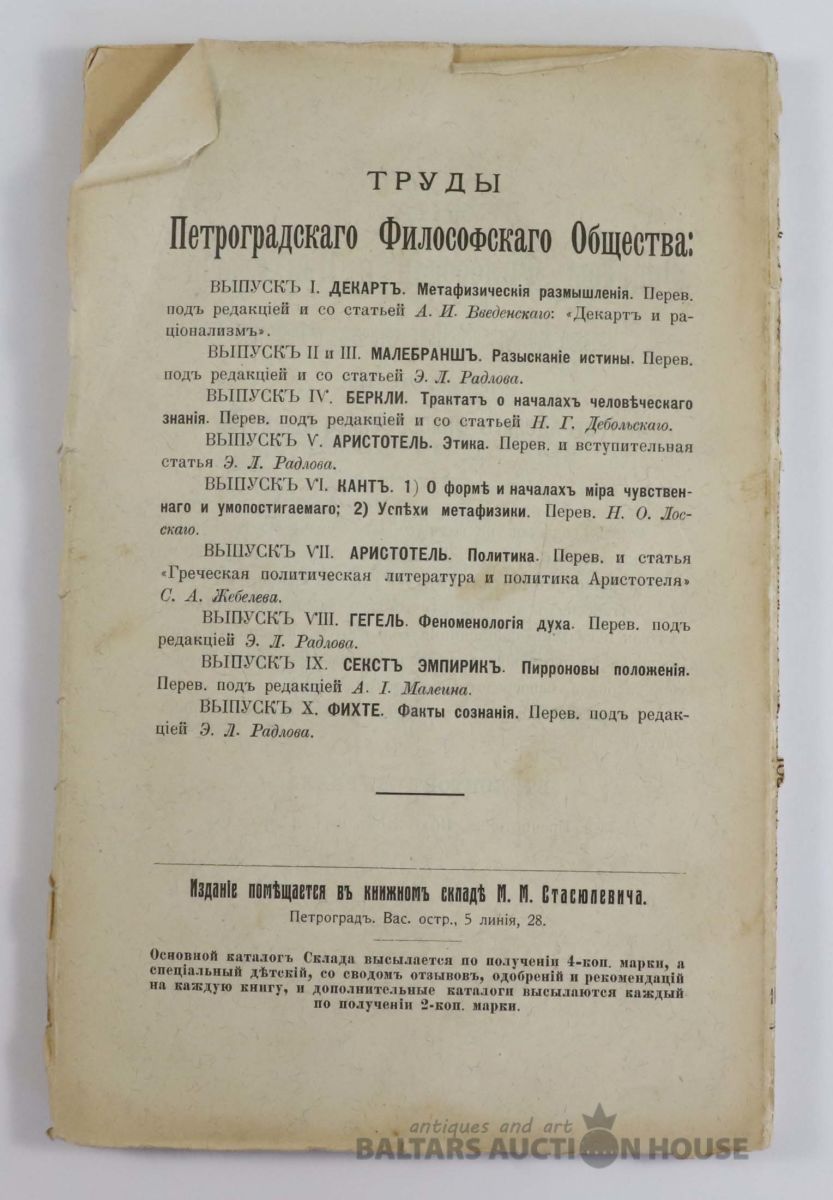 ТРУДЫ
Петроградскаго Философскаго Общества:
ВЫПУСКЪ I. ДЕКАРТЪ. Метафизическія размышленія. Перев.
подъ редакціей и со статьей А. И. Введенскаго: «Декартъ и ра-
ціонализмъ».
ВЫПУСКЪ II и III. МАЛЕБРАНШЪ. Разысканіе истины. Перев.
подъ редакціей и со статьей Э. Л. Радлова.
ВЫПУСКЪ IV. БЕРКЛИ. Трактатъ о началахъ человѣческаго
знанія. Перев. подъ редакціей и со статьей Н. Г. Дебольскаго.
ВЫПУСКЪ V. АРИСТОТЕЛЬ. Этика. Перев. и вступительная
статья Э. Л. Радлова.
ВЫПУСКЪ VI. КАНТЪ. 1) О формѣ и началахъ міра чувствен-
наго и умопостигаемаго; 2) Успѣхи метафизики. Перев. Н. О. Лос-
скаго.
ВЫПУСКЪ VII. АРИСТОТЕЛЬ. Политика. Перев. и статья
«Греческая политическая литература и политика Аристотеля»
С. А. Жебелева.
ВЫПУСКЪ VIII. ГЕГЕЛЬ. Феноменологія духа. Перев. подъ
редакціей Э. Л. Радлова.
ВЫПУСКЪ IX. СЕКСТЪ ЭМПИРИКЪ. Пирроновы положенія.
Перев. подъ редакціей А. І. Малеина.
ВЫПУСКЪ X. ФИХТЕ. Факты сознанія. Перев. подъ редак-
ціей Э. Л. Радлова.
Изданіе помѣщается въ книжномъ складѣ М. М. Стасюлевича.
Петроградъ. Вас. остр., 5 линія, 28.
Основной каталогъ Склада высылается по полученіи 4-коп. марки, а
спеціальный дѣтскій, со сводомъ отзывовъ, одобреній и рекомендацій
на каждую книгу, и дополнительные каталоги высылаются каждый
по полученіи 2-коп. марки.
antiques and art
BALTARS AUCTION HOUSE